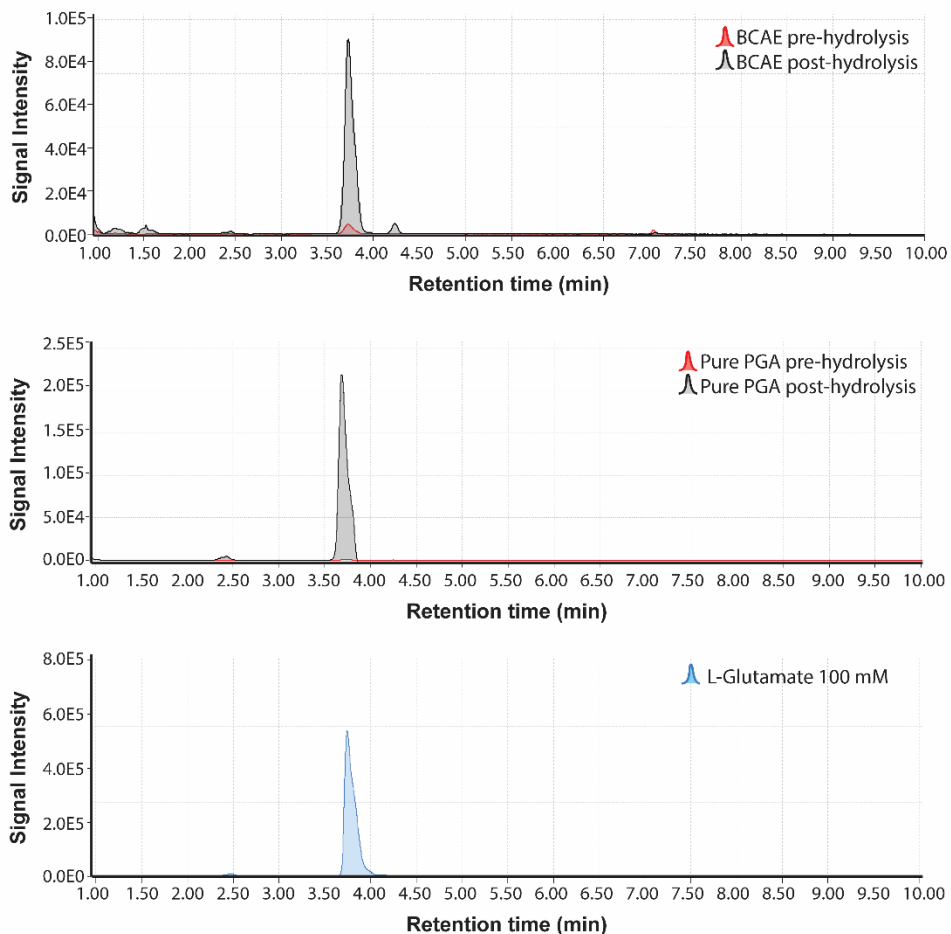 Signal Intensity
1.0E5
8.0E4
6.0E4
4.0E4
2.0E4
0.0E0
BCAE pre-hydrolysis
BCAE post-hydrolysis
1.00 1.50 2.00 2.50 3.00 3.50 4.00 4.50 5.00 5.50 6.00 6.50 7.00 7.50 8.00 8.50 9.00 9.50 10.00
Retention time (min)
Signal Intensity
2.5E5
2.0E5
1.5E5
5.0E4
0.0E0
Pure PGA pre-hydrolysis
Pure PGA post-hydrolysis
1.00 1.50 2.00 2.50 3.00 3.50 4.00 4.50 5.00 5.50 6.00 6.50 7.00 7.50 8.00 8.50 9.00 9.50 10.00
Retention time (min)
Signal Intensity
8.0E5
6.0E5
4.0E5
2.0E5
0.0E0
L-Glutamate 100 mM
1.00 1.50 2.00 2.50 3.00 3.50 4.00 4.50 5.00 5.50 6.00 6.50 7.00 7.50 8.00 8.50 9.00 9.50 10.00
Retention time (min)